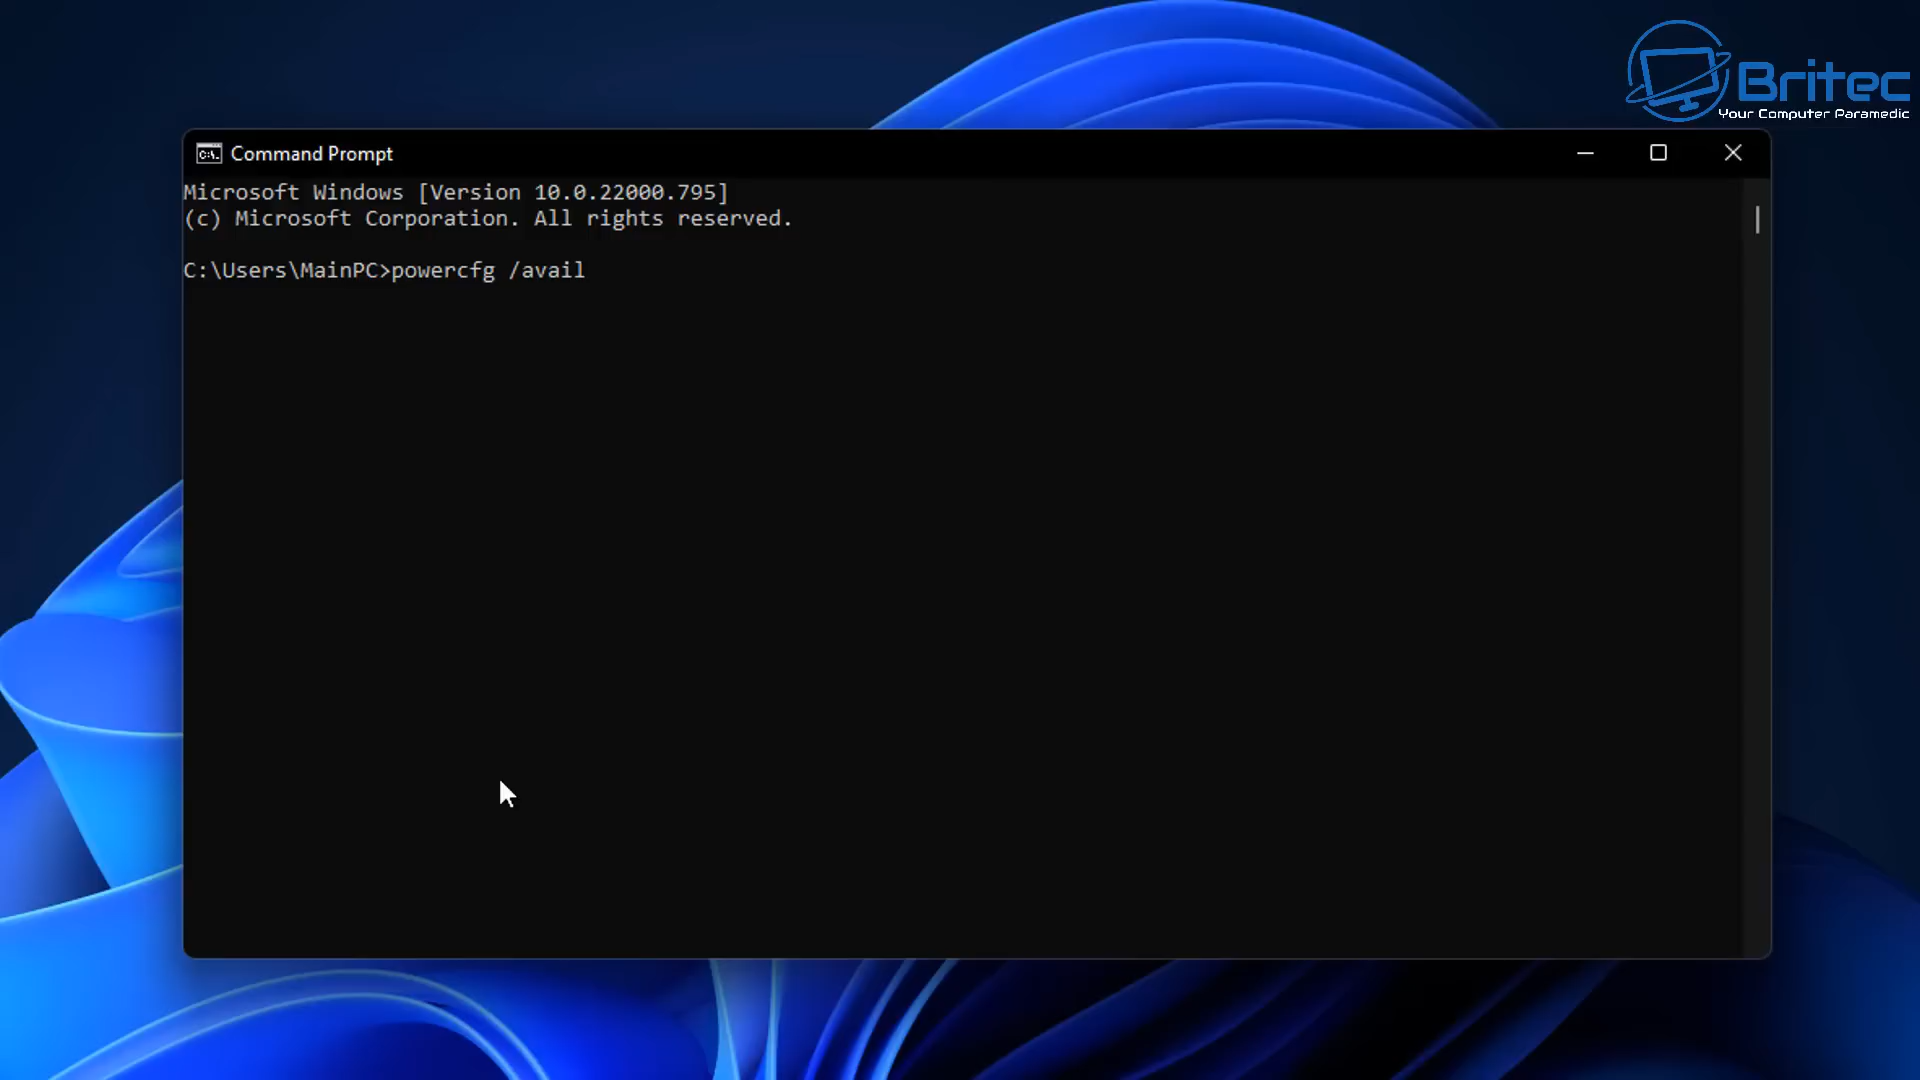 Britec
Your Computer Paramedic
Command Prompt
Microsoft Windows [Version 10.0.22000.795]
(c) Microsoft Corporation. All rights reserved.
C:\Users\MainPC>powercfg /avail